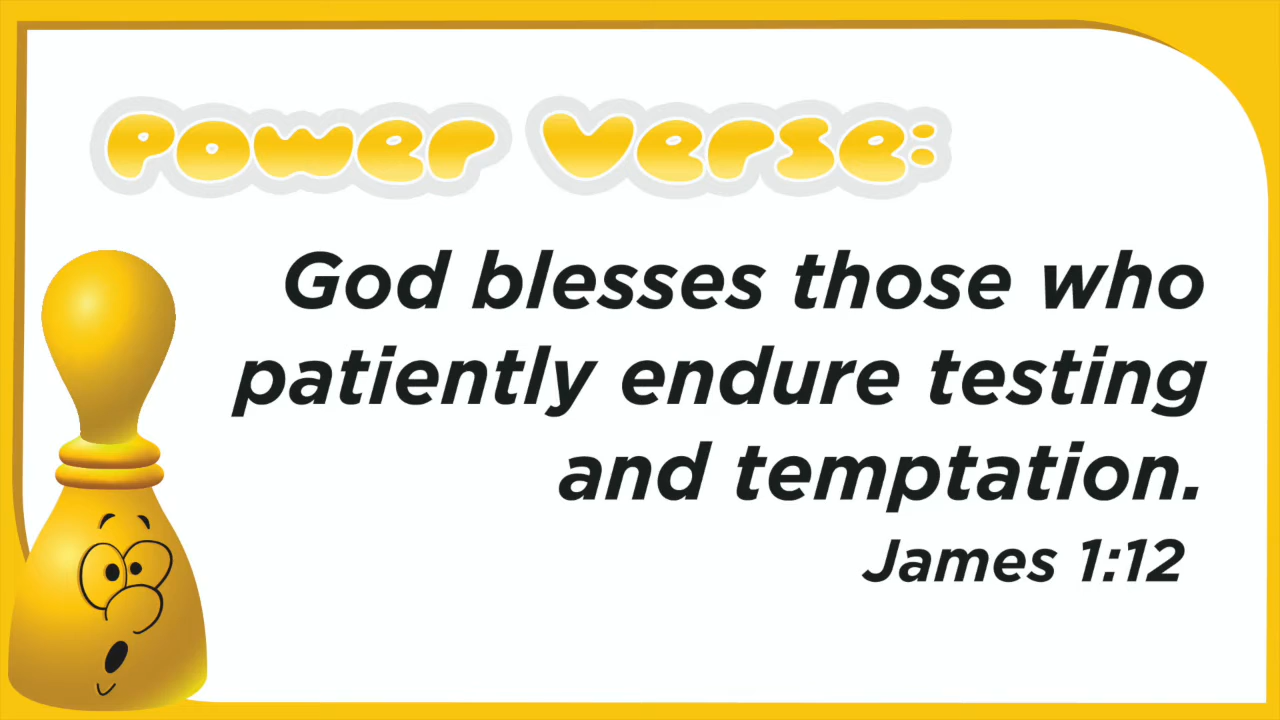 Power Verse:
God blesses those who
patiently endure testing
and temptation.
James 1:12